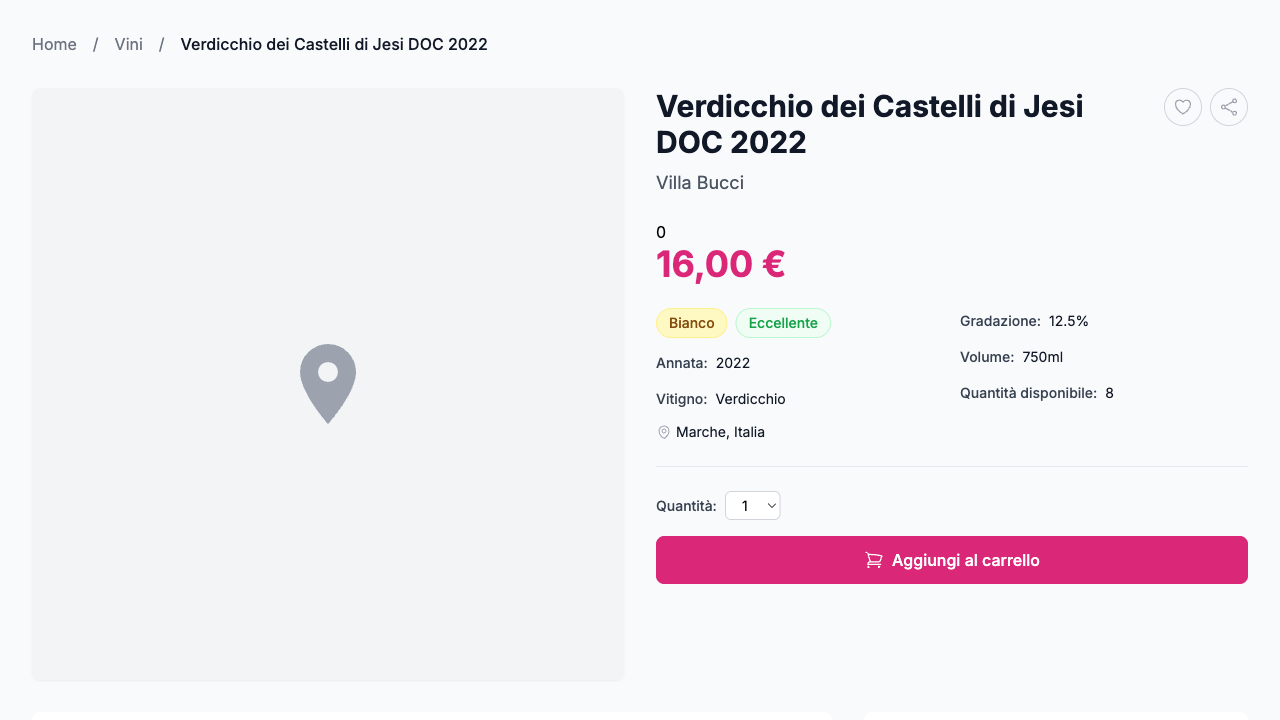 Home / Vini / Verdicchio dei Castelli di Jesi DOC 2022
Verdicchio dei Castelli di Jesi
DOC 2022
Villa Bucci
0
16,00 €
Bianco Eccellente
Annata: 2022
Vitigno: Verdicchio
Marche, Italia
Gradazione: 12.5%
Volume: 750ml
Quantità disponibile: 8
Quantità: 1
Aggiungi al carrello